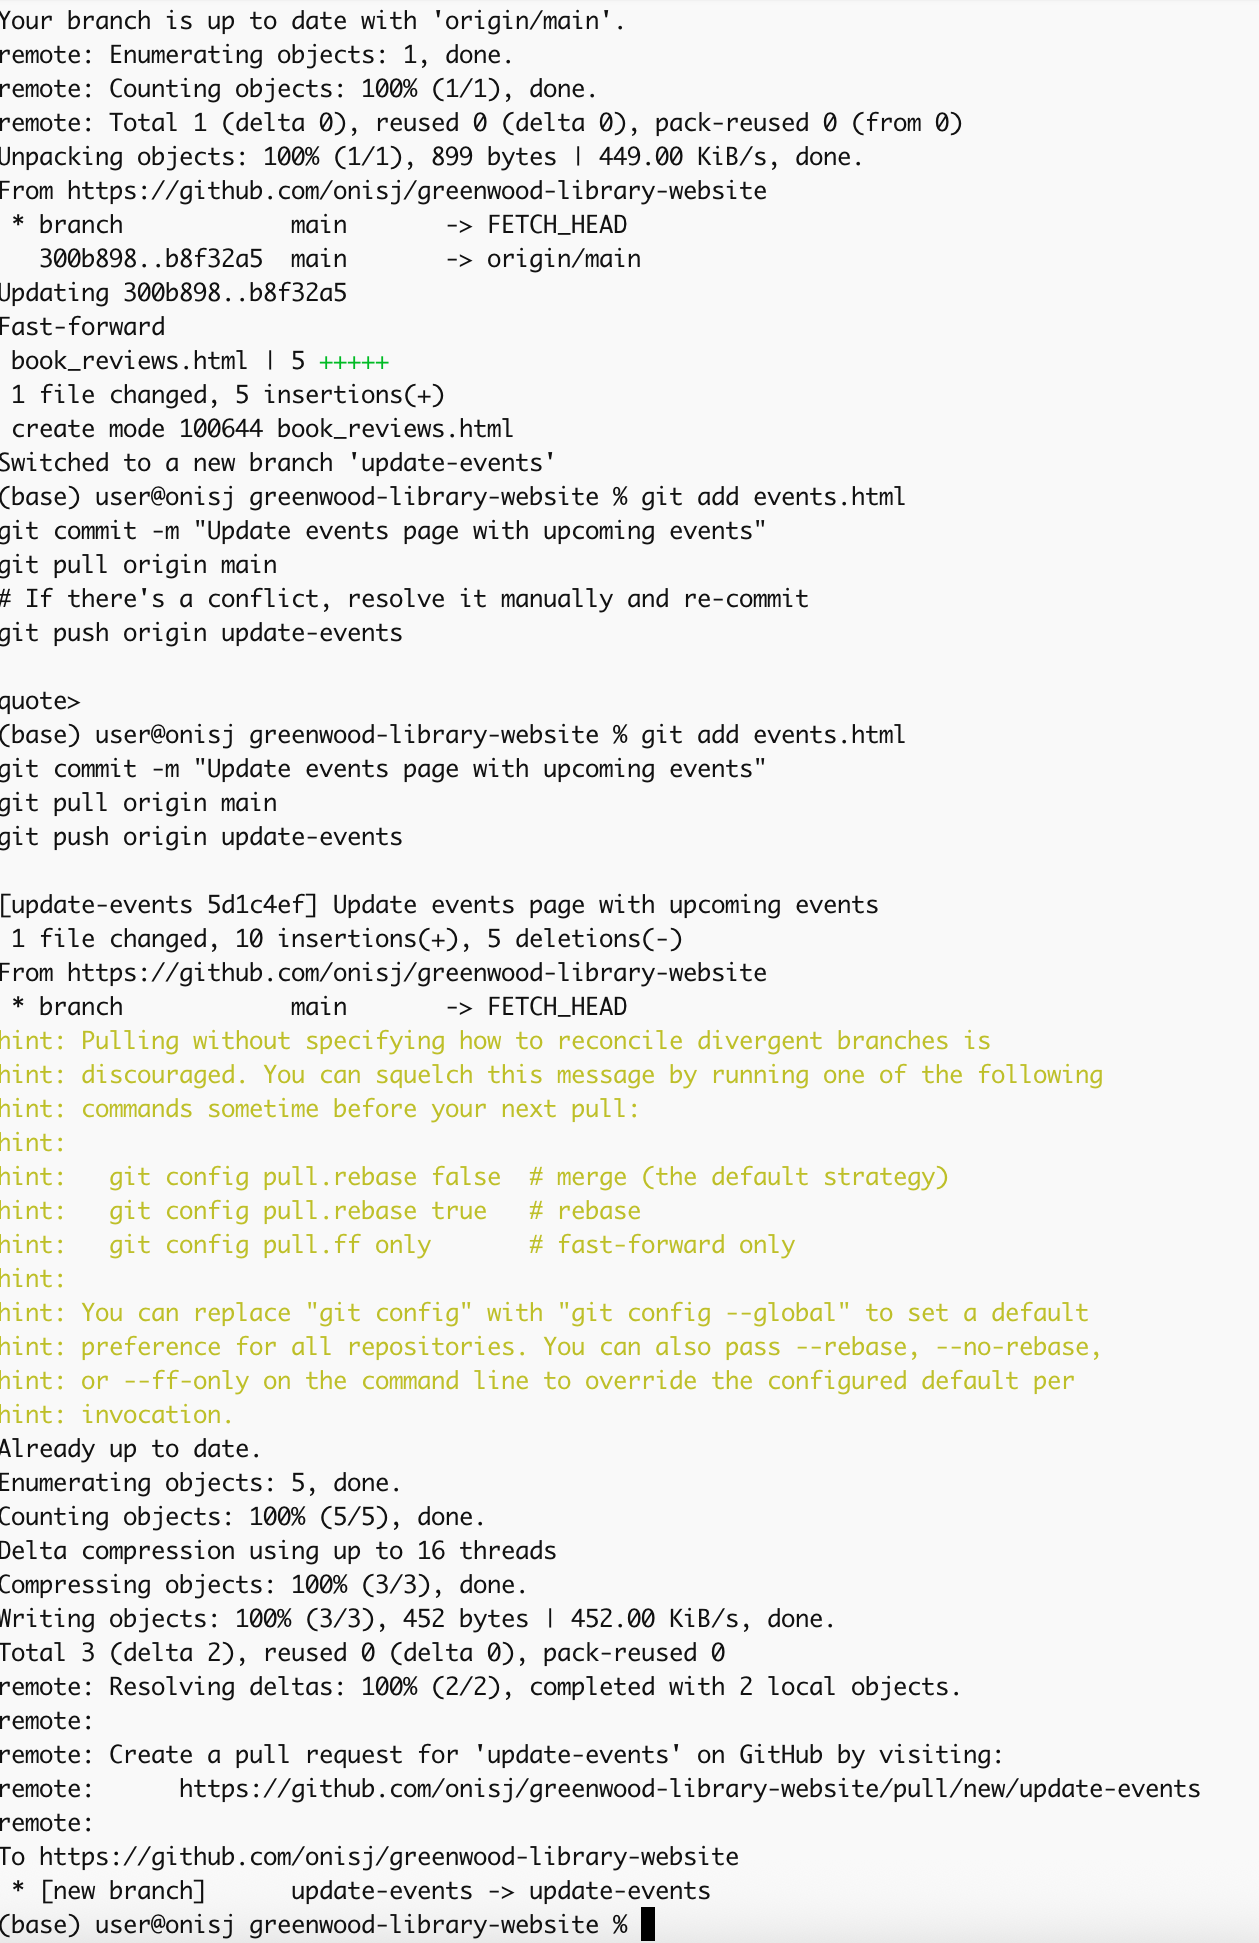 Your branch is up to date with 'origin/main'.
remote: Enumerating objects: 1, done.
remote: Counting objects: 100% (1/1), done.
remote: Total 1 (delta 0), reused 0 (delta 0), pack-reused 0 (from 0)
Unpacking objects: 100% (1/1), 899 bytes | 449.00 KiB/s, done.
From https://github.com/onisj/greenwood-library-website
 * branch            main       -> FETCH_HEAD
   300b898..b8f32a5  main       -> origin/main
Updating 300b898..b8f32a5
Fast-forward
 book_reviews.html | 5 +++++
 1 file changed, 5 insertions(+)
 create mode 100644 book_reviews.html
Switched to a new branch 'update-events'
(base) user@onisj greenwood-library-website % git add events.html
git commit -m "Update events page with upcoming events"
git pull origin main
# If there's a conflict, resolve it manually and re-commit
git push origin update-events

quote>
(base) user@onisj greenwood-library-website % git add events.html
git commit -m "Update events page with upcoming events"
git pull origin main
git push origin update-events

[update-events 5d1c4ef] Update events page with upcoming events
 1 file changed, 10 insertions(+), 5 deletions(-)
From https://github.com/onisj/greenwood-library-website
 * branch            main       -> FETCH_HEAD
hint: Pulling without specifying how to reconcile divergent branches is
hint: discouraged. You can squelch this message by running one of the following
hint: commands sometime before your next pull:
hint:
hint:   git config pull.rebase false  # merge (the default strategy)
hint:   git config pull.rebase true   # rebase
hint:   git config pull.ff only       # fast-forward only
hint:
hint: You can replace "git config" with "git config --global" to set a default
hint: preference for all repositories. You can also pass --rebase, --no-rebase,
hint: or --ff-only on the command line to override the configured default per
hint: invocation.
Already up to date.
Enumerating objects: 5, done.
Counting objects: 100% (5/5), done.
Delta compression using up to 16 threads
Compressing objects: 100% (3/3), done.
Writing objects: 100% (3/3), 452 bytes | 452.00 KiB/s, done.
Total 3 (delta 2), reused 0 (delta 0), pack-reused 0
remote: Resolving deltas: 100% (2/2), completed with 2 local objects.
remote:
remote: Create a pull request for 'update-events' on GitHub by visiting:
remote:      https://github.com/onisj/greenwood-library-website/pull/new/update-events
remote:
To https://github.com/onisj/greenwood-library-website
 * [new branch]      update-events -> update-events
(base) user@onisj greenwood-library-website %